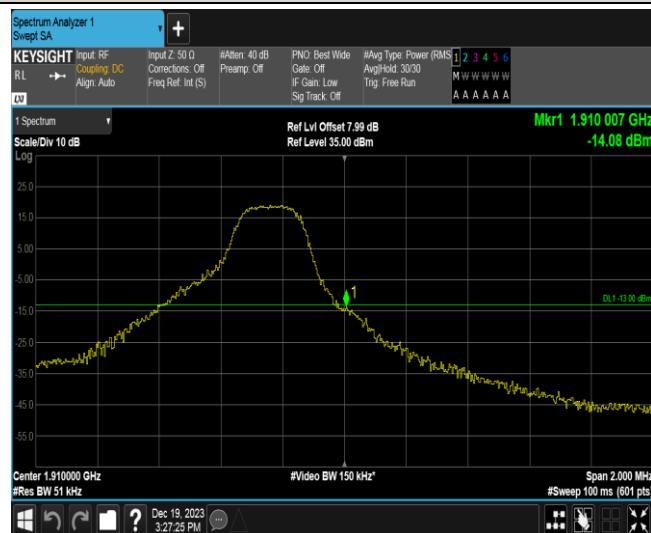 Spectrum Analyzer 1
Swept SA
+
KEYSIGHT
RL
Input: RF
Coupling: DC
Align: Auto
Input Z: 50 Ω
Corrections: Off
Freq Ref: Int (S)
#Atten: 40 dB
Preamp: Off
PNO: Best Wide
Gate: Off
IF Gain: Low
Sig Track: Off
#Avg Type: Power (RMS
Avg|Hold: 30/30
Trig: Free Run
1 2 3 4 5 6
M W W W W W
A A A A A A
1 Spectrum
Scale/Div 10 dB
Ref Lvl Offset 7.99 dB
Ref Level 35.00 dBm
Mkr1 1.910 007 GHz
-14.08 dBm
Log
25.0
15.0
5.00
-5.00
-15.0
-25.0
-35.0
-45.0
-55.0
1
DL1 -13.00 dBm
Center 1.910000 GHz
#Res BW 51 kHz
#Video BW 150 kHz*
Span 2.000 MHz
#Sweep 100 ms (601 pts)
?
Dec 19, 2023
3:27:25 PM